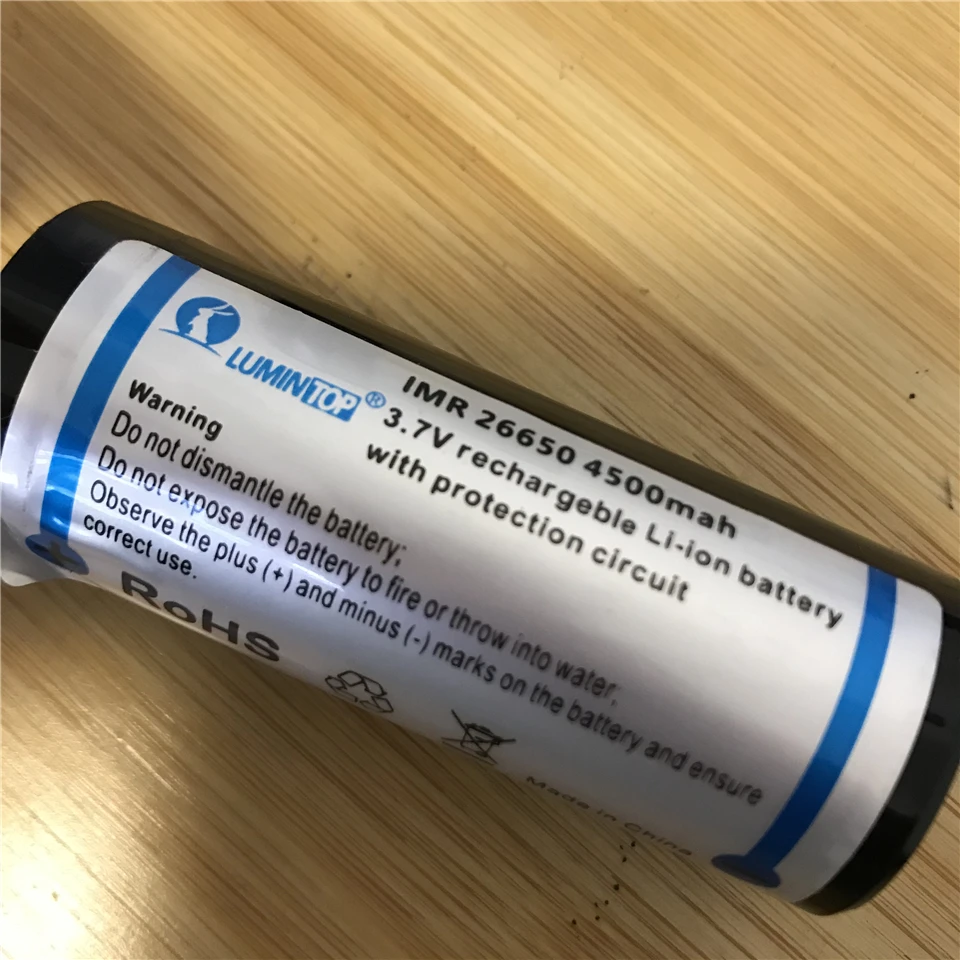 LUMINTOP®
IMR 26650 4500mah
3.7V rechargeble Li-ion battery
with protection circuit
Warning
Do not dismantle the battery;
Do not expose the battery to fire or throw into water;
Observe the plus (+) and minus (-) marks on the battery and ensure
correct use.
+
RoHS
Made in China